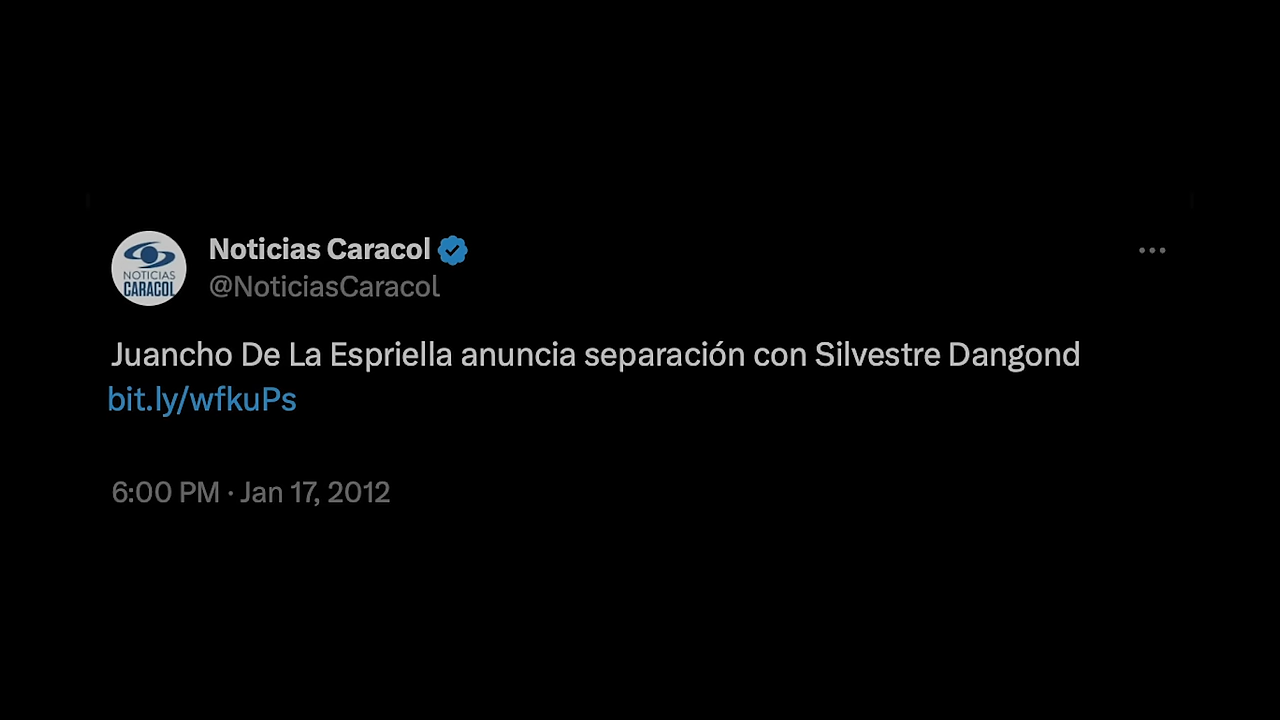 Noticias Caracol
@NoticiasCaracol
NOTICIAS
CARACOL
Juancho De La Espriella anuncia separación con Silvestre Dangond
bit.ly/wfkuPs
6:00 PM · Jan 17, 2012